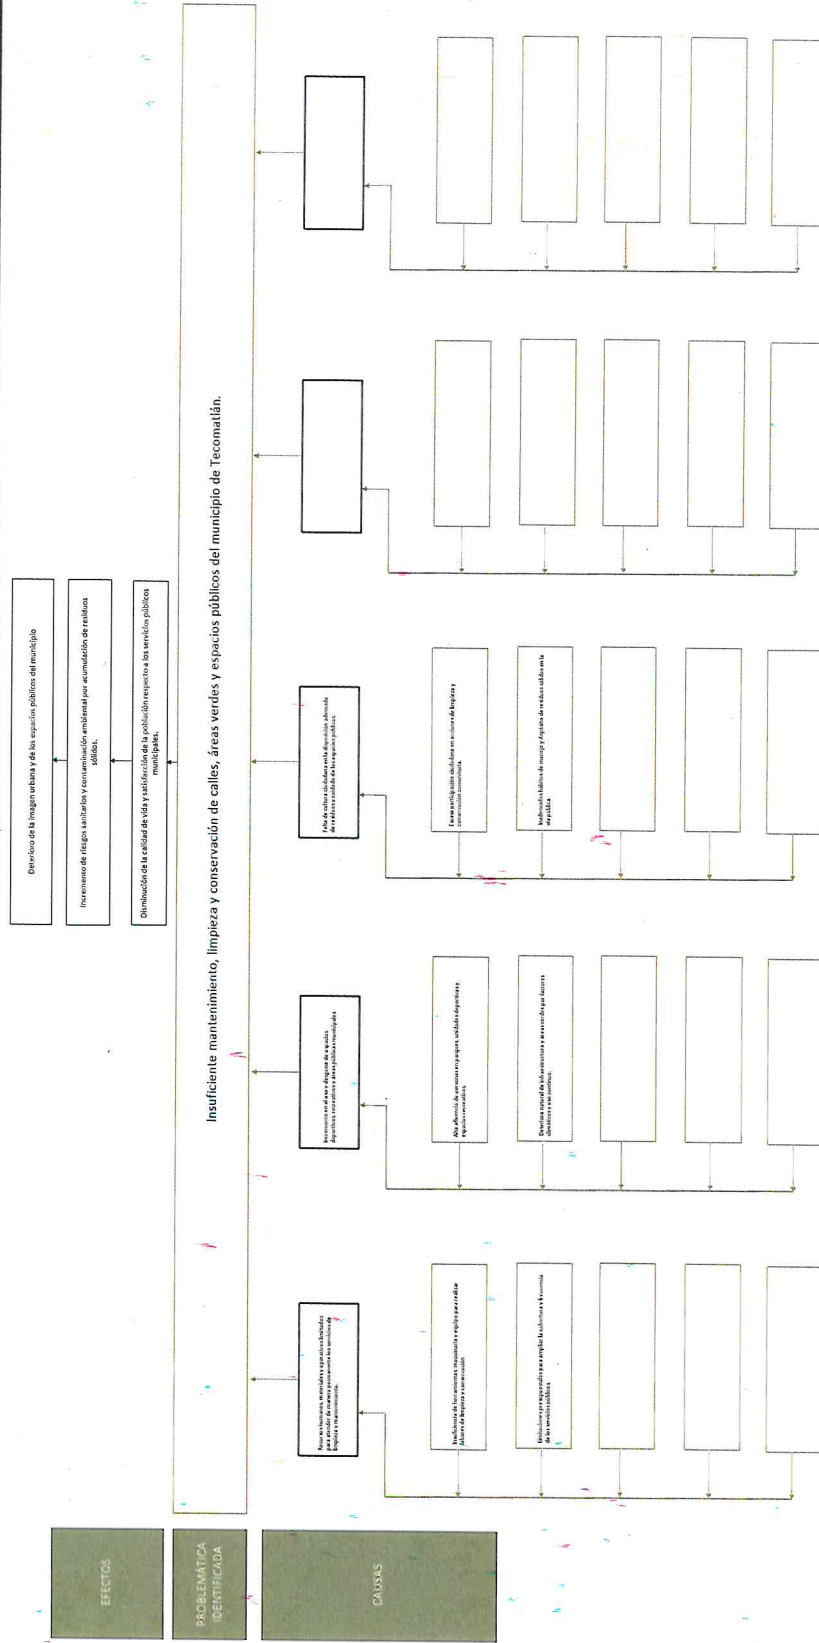 EFECTOS
Deterioro de la imagen urbana y de los espacios públicos del municipio
Incremento de riesgos sanitarios y contaminación ambiental por acumulación de residuos
sólidos.
Disminución de la calidad de vida y satisfacción de la población respecto a los servicios públicos
municipales.
PROBLEMÁTICA
IDENTIFICADA
Insuficiente mantenimiento, limpieza y conservación de calles, áreas verdes y espacios públicos del municipio de Tecomatlán.
CAUSAS
Recursos humanos, materiales y operativos limitados
para atender de manera permanente los servicios de
limpieza y mantenimiento.
Insuficiencia de herramientas, maquinaria y equipo para realizar
labores de limpieza y conservación.
Limitaciones presupuestales para ampliar la cobertura y frecuencia
de los servicios públicos.
Incremento en el uso y desgaste de espacios
deportivos, recreativos y áreas públicas municipales
Alta afluencia de personas en parques, unidades deportivas y
espacios recreativos.
Deterioro natural de infraestructura y áreas verdes por factores
climáticos y uso continuo.
Falta de cultura ciudadana en la disposición adecuada
de residuos y cuidado de los espacios públicos.
Escasa participación ciudadana en acciones de limpieza y
conservación comunitaria.
Inadecuados hábitos de manejo y depósito de residuos sólidos en la
vía pública.